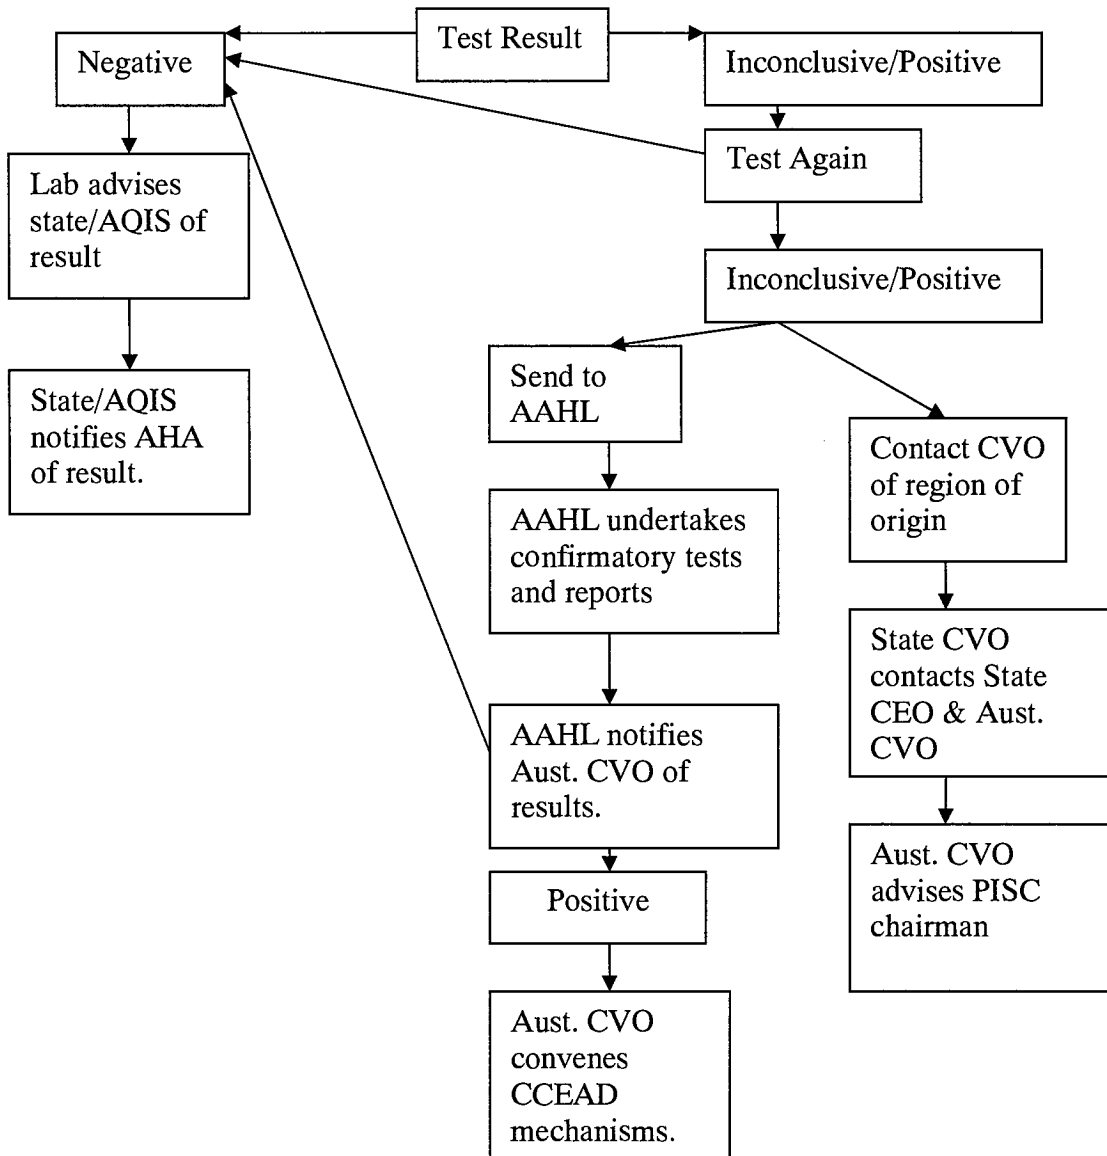 Test Result
Negative
Inconclusive/Positive
Test Again
Lab advises
state/AQIS of
result
Inconclusive/Positive
State/AQIS
notifies AHA
of result.
Send to
AAHL
Contact CVO
of region of
origin
AAHL undertakes
confirmatory tests
and reports
State CVO
contacts State
CEO & Aust.
CVO
AAHL notifies
Aust. CVO of
results.
Aust. CVO
advises PISC
chairman
Positive
Aust. CVO
convenes
CCEAD
mechanisms.